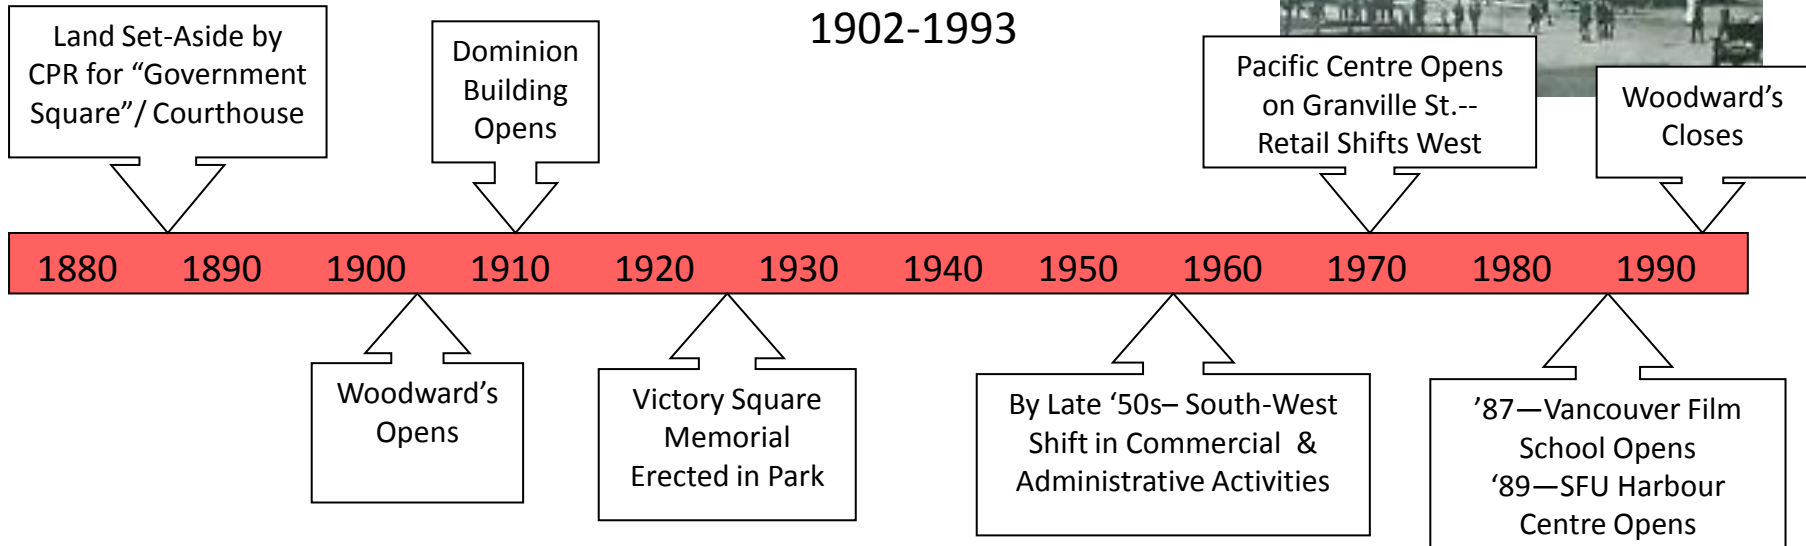 1902-1993
Land Set-Aside by
CPR for “Government
Square”/ Courthouse
Dominion
Building
Opens
Pacific Centre Opens
on Granville St.--
Retail Shifts West
Woodward’s
Closes
1880 1890 1900 1910 1920 1930 1940 1950 1960 1970 1980 1990
Woodward’s
Opens
Victory Square
Memorial
Erected in Park
By Late ‘50s– South-West
Shift in Commercial &
Administrative Activities
’87—Vancouver Film
School Opens
‘89—SFU Harbour
Centre Opens